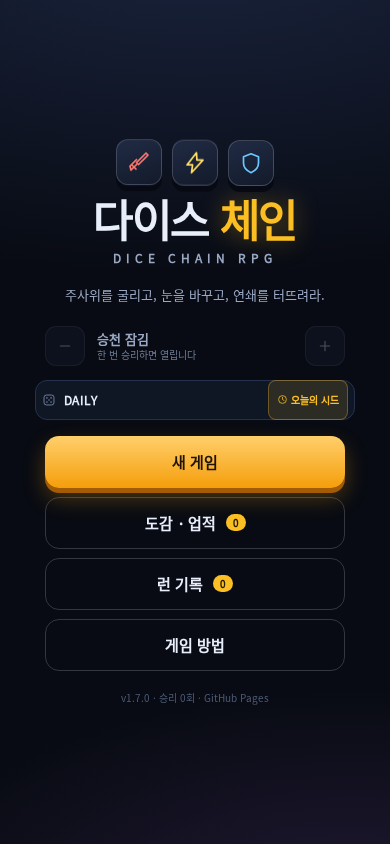 다이스 체인
DICE CHAIN RPG
주사위를 굴리고, 눈을 바꾸고, 연쇄를 터뜨려라.
승천 잠김
한 번 승리하면 열립니다
DAILY 오늘의 시드
새 게임
도감 · 업적 0
런 기록 0
게임 방법
v1.7.0 · 승리 0회 · GitHub Pages